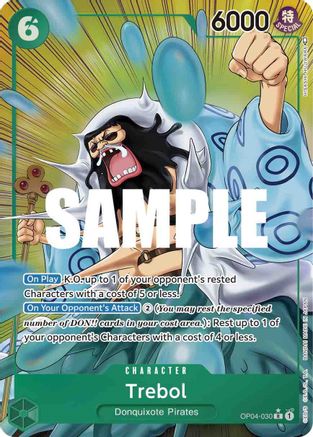 6
6000
特
SPECIAL
SAMPLE
On Play K.O. up to 1 of your opponent's rested
Characters with a cost of 5 or less.
On Your Opponent's Attack ② (You may rest the specified
number of DON!! cards in your cost area.): Rest up to 1 of
your opponent's Characters with a cost of 4 or less.
CHARACTER
Trebol
Donquixote Pirates
OP04-030 R 1